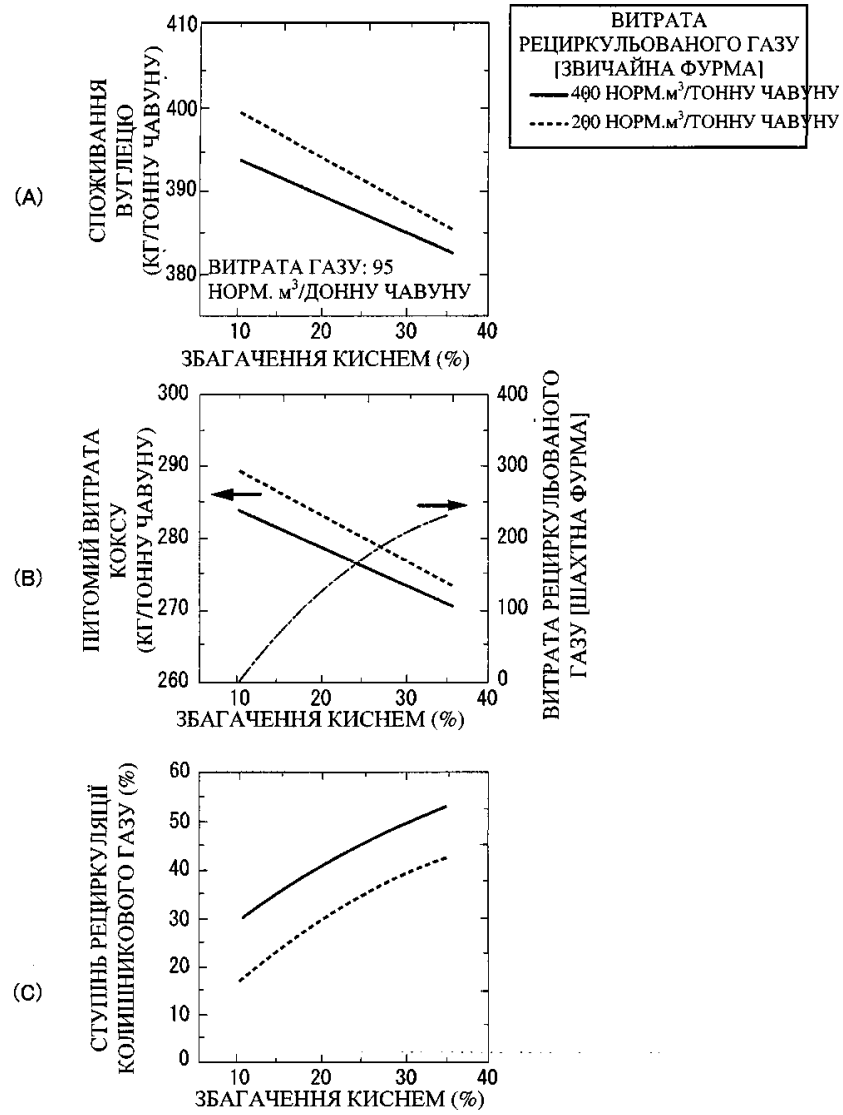 ВИТРАТА
РЕЦИРКУЛЬОВАНОГО ГАЗУ
[ЗВИЧАЙНА ФУРМА]
400 НОРМ.м³/ТОННУ ЧАВУНУ
200 НОРМ.м³/ТОННУ ЧАВУНУ
(A)
СПОЖИВАННЯ
ВУГЛЕЦЮ
(КГ/ТОННУ ЧАВУНУ)
410
400
390
380
ВИТРАТА ГАЗУ: 95
НОРМ. м³/ДОННУ ЧАВУНУ
10 20 30 40
ЗБАГАЧЕННЯ КИСНЕМ (%)
(B)
ПИТОМИЙ ВИТРАТА
КОКСУ
(КГ/ТОННУ ЧАВУНУ)
300
290
280
270
260
400
300
200
100
0
ВИТРАТА РЕЦИРКУЛЬОВАНОГО
ГАЗУ [ШАХТНА ФУРМА]
10 20 30 40
ЗБАГАЧЕННЯ КИСНЕМ (%)
(C)
СТУПІНЬ РЕЦИРКУЛЯЦІЇ
КОЛИШНИКОВОГО ГАЗУ (%)
60
50
40
30
20
10
0
10 20 30 40
ЗБАГАЧЕННЯ КИСНЕМ (%)